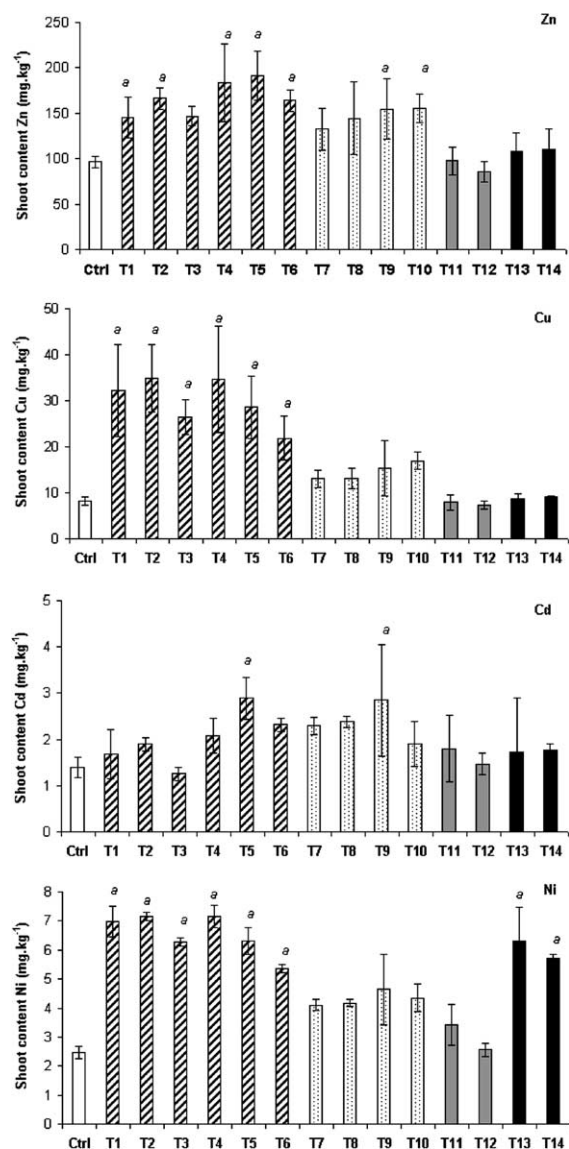 Zn
Shoot content Zn (mg.kg⁻¹)
250
200
150
100
50
0
a a a a a a a
Ctrl T1 T2 T3 T4 T5 T6 T7 T8 T9 T10 T11 T12 T13 T14
Cu
Shoot content Cu (mg.kg⁻¹)
50
40
30
20
10
0
a a a a a a
Ctrl T1 T2 T3 T4 T5 T6 T7 T8 T9 T10 T11 T12 T13 T14
Cd
Shoot content Cd (mg.kg⁻¹)
5
4
3
2
1
0
a a
Ctrl T1 T2 T3 T4 T5 T6 T7 T8 T9 T10 T11 T12 T13 T14
Ni
Shoot content Ni (mg.kg⁻¹)
8
7
6
5
4
3
2
1
0
a a a a a a a a
Ctrl T1 T2 T3 T4 T5 T6 T7 T8 T9 T10 T11 T12 T13 T14